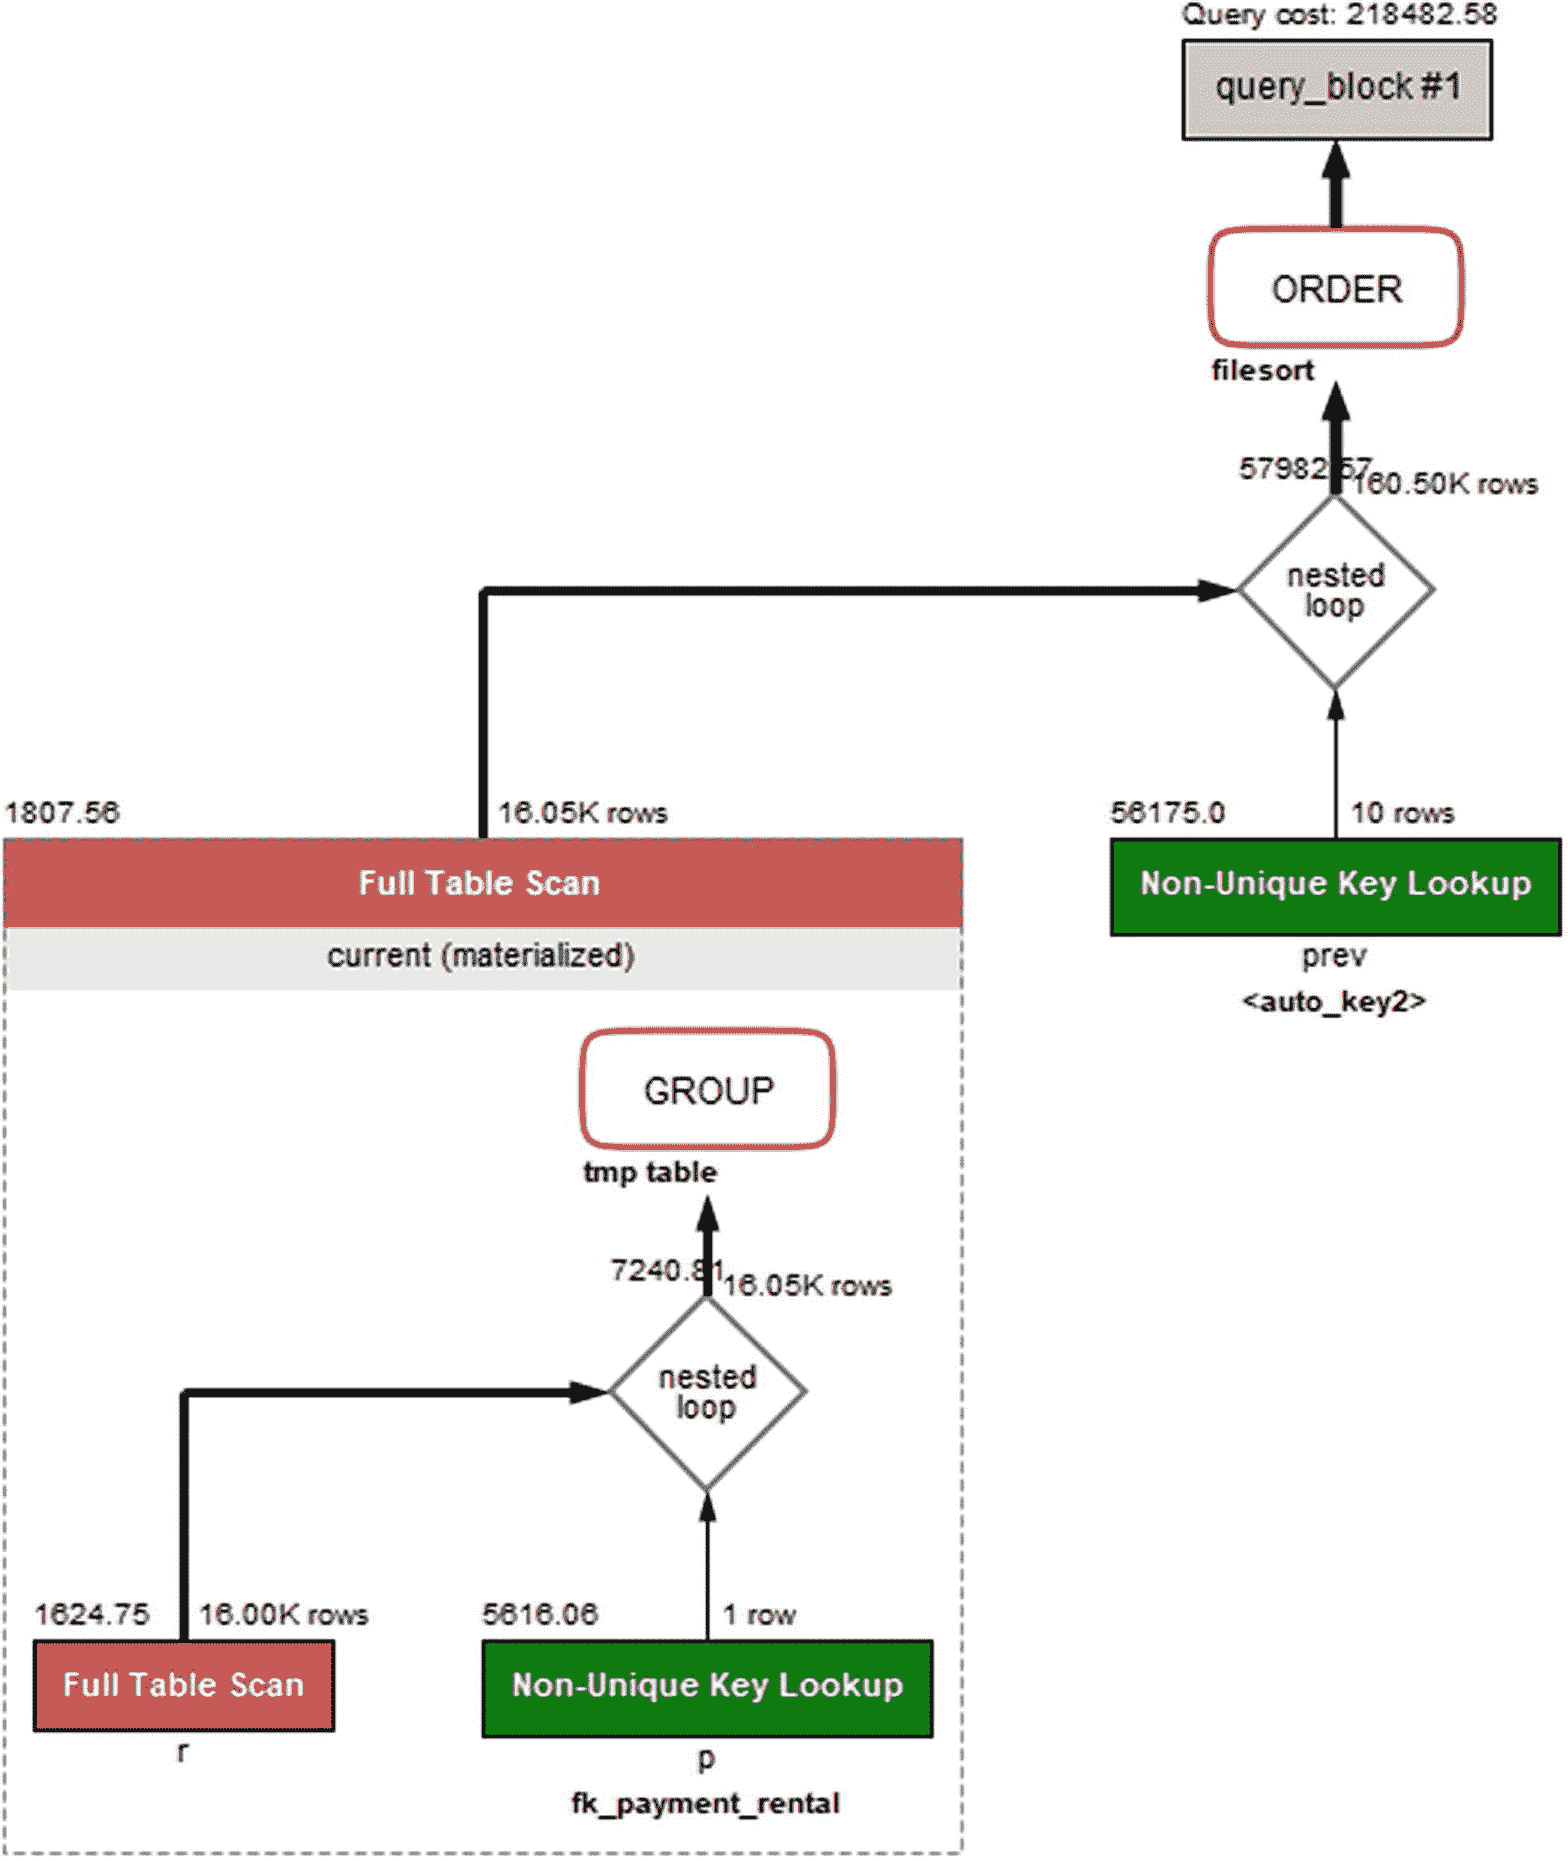 Query cost: 218482.58
query_block #1
ORDER
filesort
57982.57
160.50K rows
nested
loop
1807.56
16.05K rows
56175.0
10 rows
Full Table Scan
Non-Unique Key Lookup
current (materialized)
prev
<auto_key2>
GROUP
tmp table
7240.81
16.05K rows
nested
loop
1624.75
16.00K rows
5616.06
1 row
Full Table Scan
Non-Unique Key Lookup
r
p
fk_payment_rental